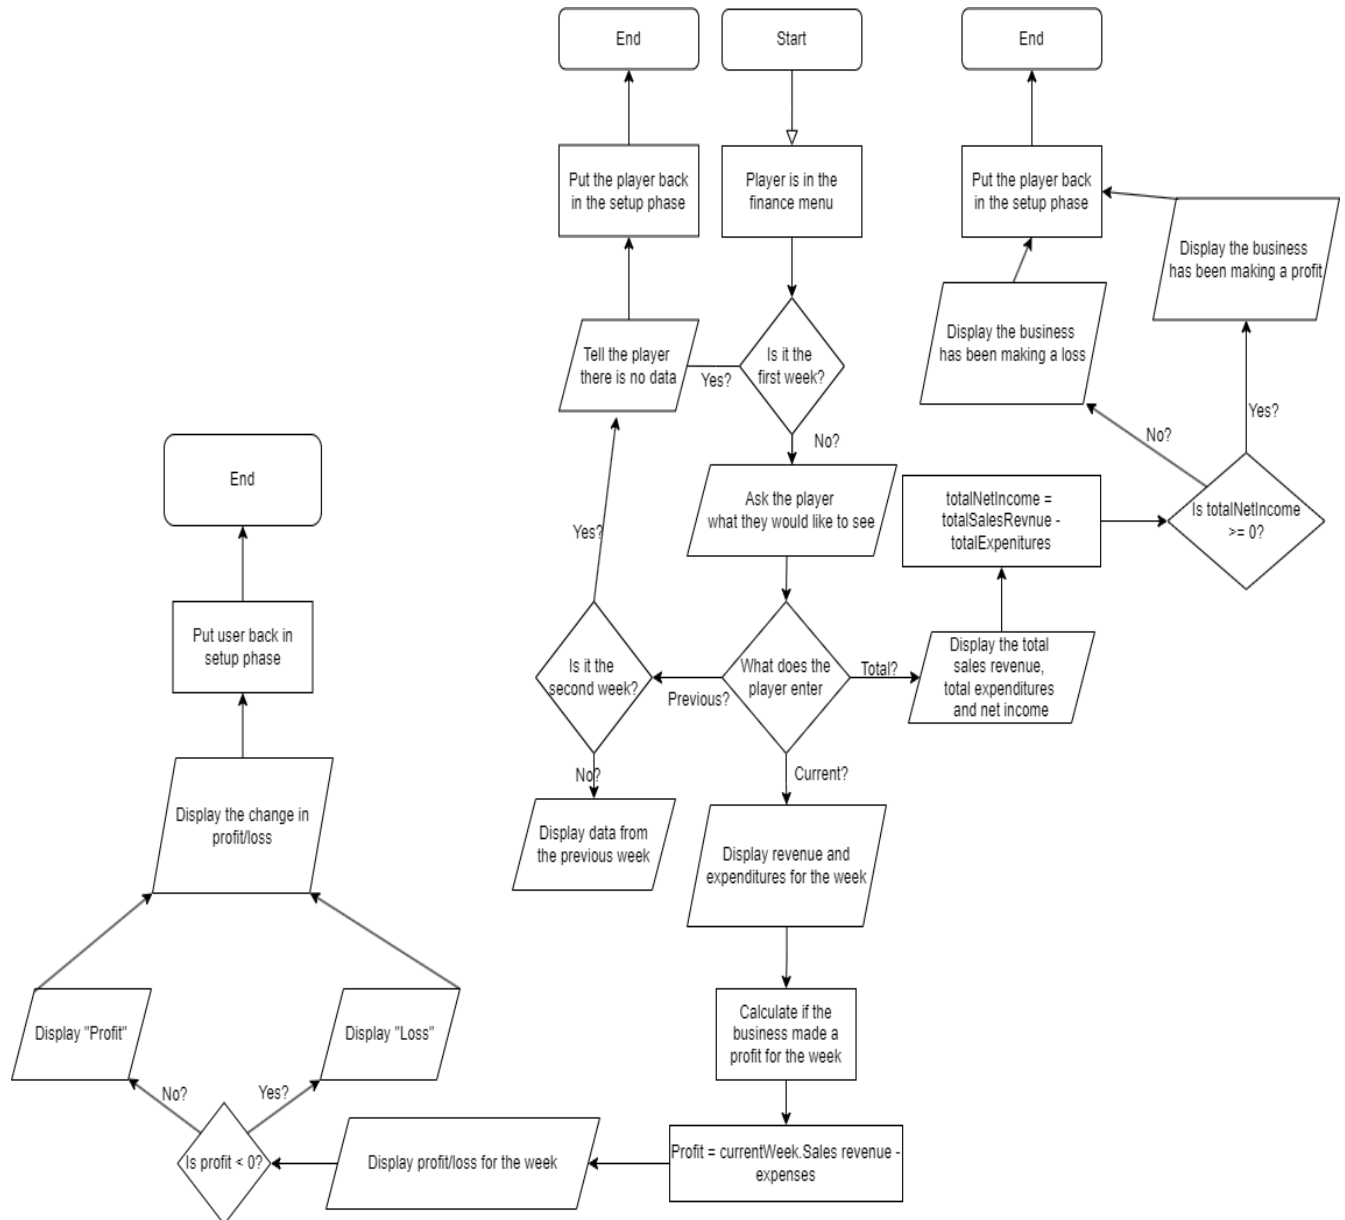 End
Start
End
Put the player back
in the setup phase
Player is in the
finance menu
Put the player back
in the setup phase
Display the business
has been making a profit
Display the business
has been making a loss
Tell the player
there is no data
Yes?
Is it the
first week?
No?
Yes?
No?
End
Ask the player
what they would like to see
totalNetIncome =
totalSalesRevnue -
totalExpenitures
Is totalNetIncome
>= 0?
Yes?
Put user back in
setup phase
Is it the
second week?
Previous?
What does the
player enter
Total?
Display the total
sales revenue,
total expenditures
and net income
No?
Current?
Display the change in
profit/loss
Display data from
the previous week
Display revenue and
expenditures for the week
Display "Profit"
Display "Loss"
Calculate if the
business made a
profit for the week
No?
Yes?
Is profit < 0?
Display profit/loss for the week
Profit = currentWeek.Sales revenue -
expenses